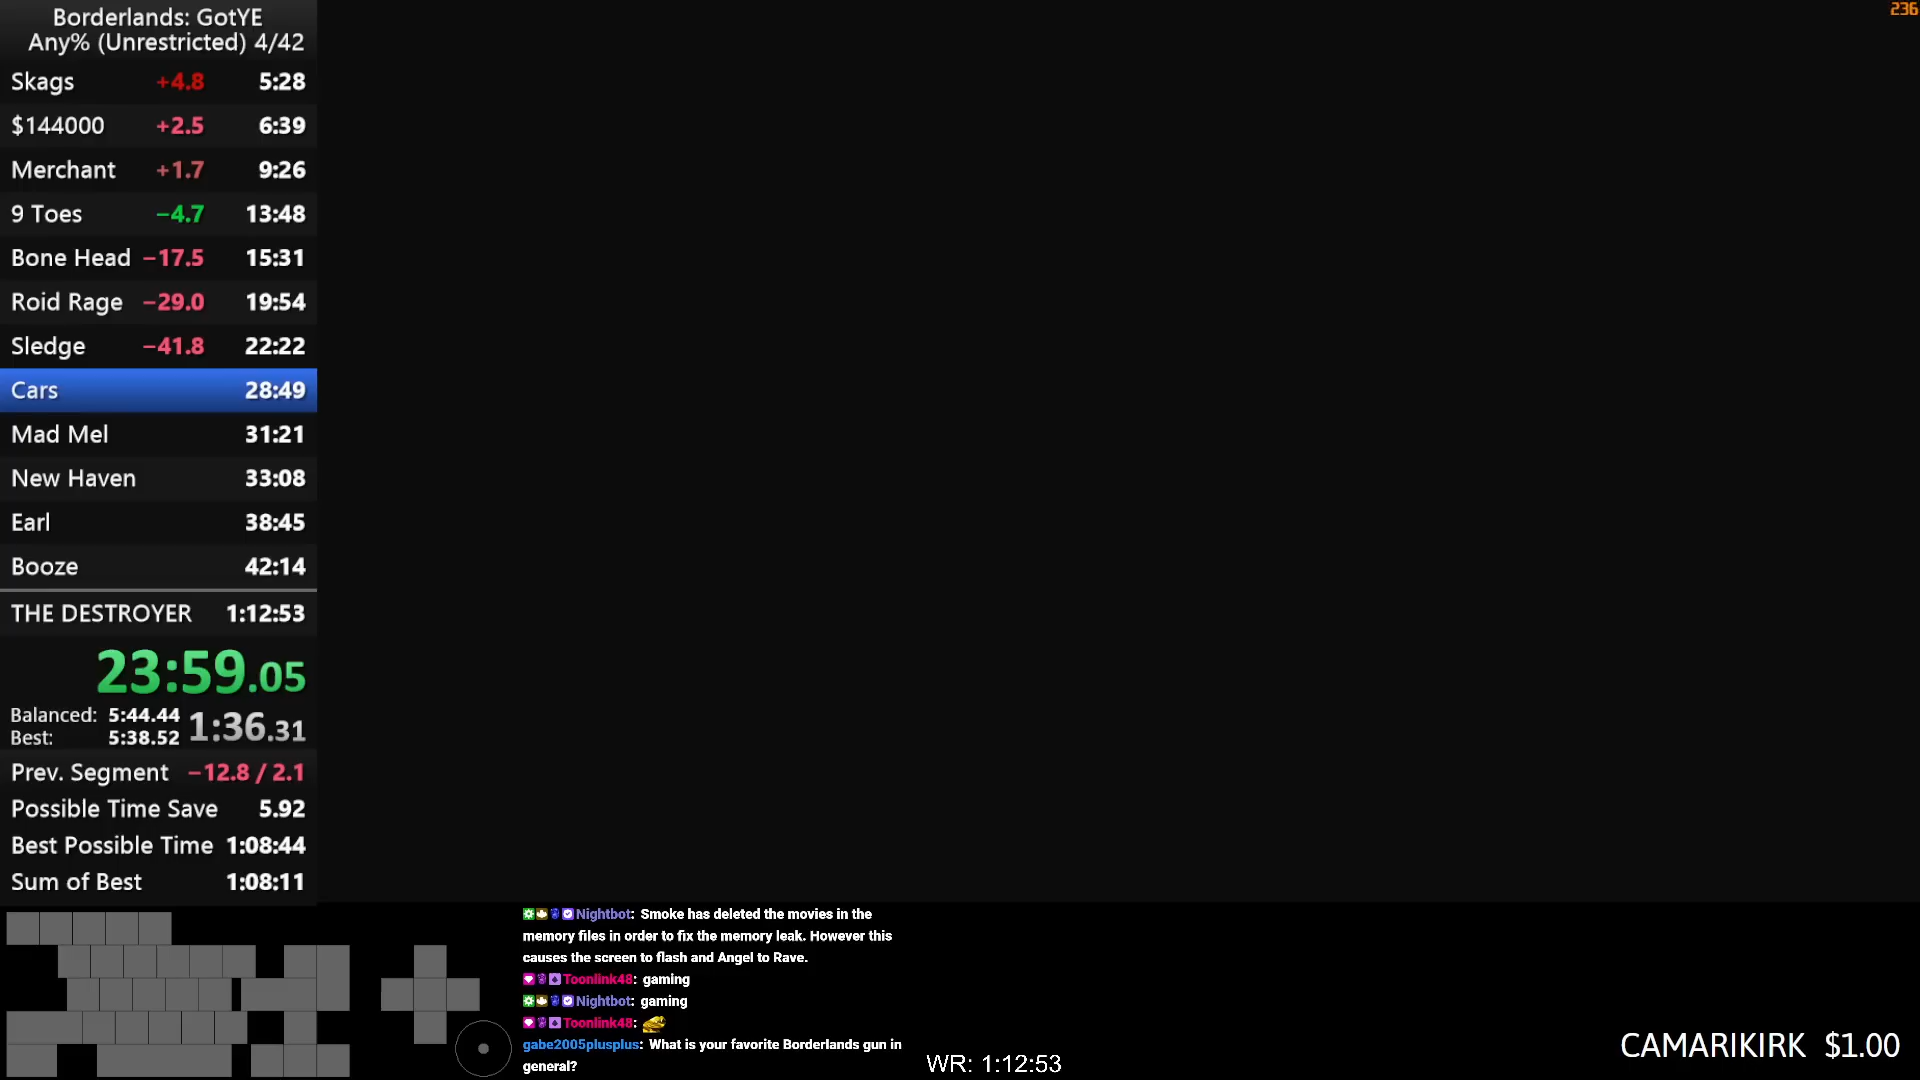 Borderlands: GotYE
Any% (Unrestricted) 4/42
Skags +4.8 5:28
$144000 +2.5 6:39
Merchant +1.7 9:26
9 Toes −4.7 13:48
Bone Head −17.5 15:31
Roid Rage −29.0 19:54
Sledge −41.8 22:22
Cars 28:49
Mad Mel 31:21
New Haven 33:08
Earl 38:45
Booze 42:14
THE DESTROYER 1:12:53
23:59.05
Balanced: 5:44.44 1:36.31
Best: 5:38.52
Prev. Segment −12.8 / 2.1
Possible Time Save 5.92
Best Possible Time 1:08:44
Sum of Best 1:08:11
236
Nightbot: Smoke has deleted the movies in the
memory files in order to fix the memory leak. However this
causes the screen to flash and Angel to Rave.
Toonlink48: gaming
Nightbot: gaming
Toonlink48:
gabe2005plusplus: What is your favorite Borderlands gun in
general?
WR: 1:12:53
CAMARIKIRK $1.00